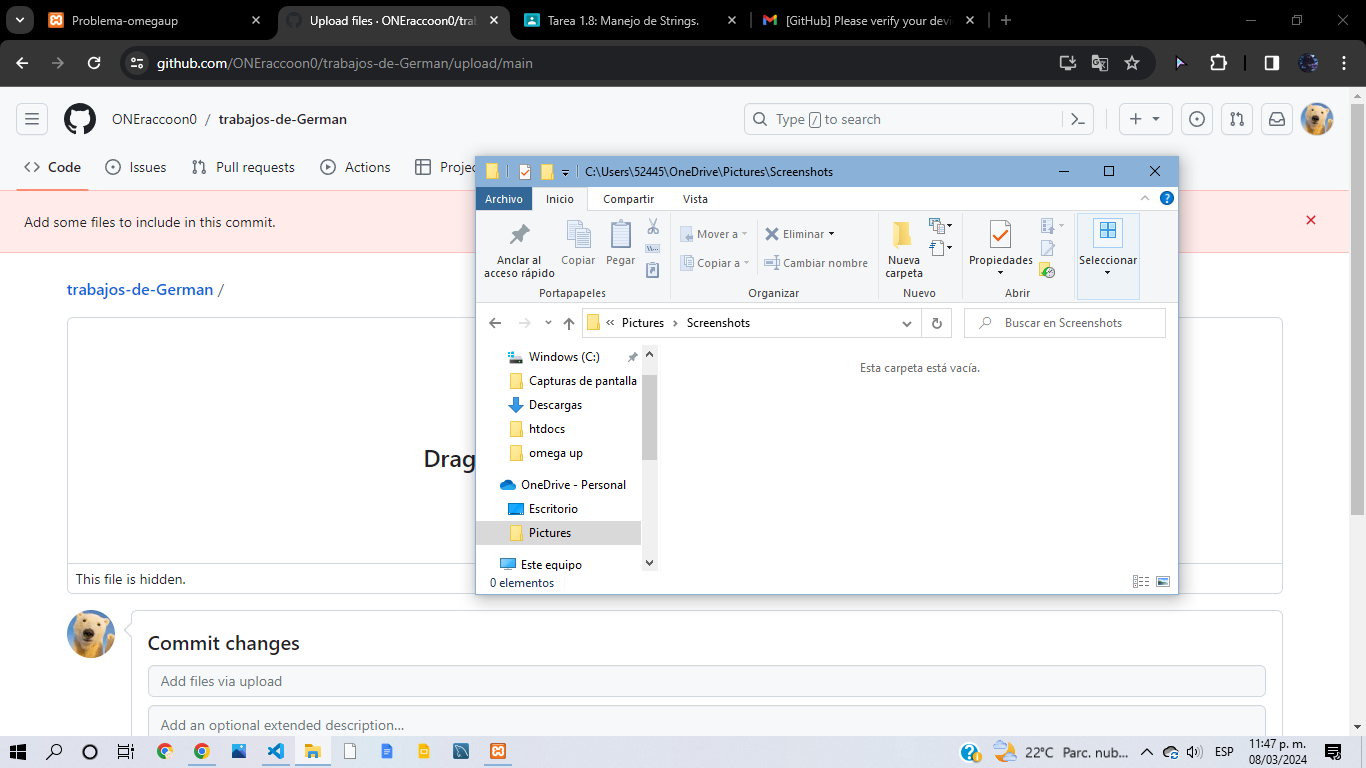 Problema-omegaup
Upload files · ONEraccoon0/tra
Tarea 1.8: Manejo de Strings.
[GitHub] Please verify your devi
github.com/ONEraccoon0/trabajos-de-German/upload/main
ONEraccoon0 / trabajos-de-German
Type / to search
Code
Issues
Pull requests
Actions
Projec
Add some files to include in this commit.
trabajos-de-German /
Drag
This file is hidden.
C:\Users\52445\OneDrive\Pictures\Screenshots
Archivo
Inicio
Compartir
Vista
Anclar al
acceso rápido
Copiar
Pegar
Portapapeles
Mover a
Copiar a
Eliminar
Cambiar nombre
Organizar
Nueva
carpeta
Nuevo
Propiedades
Abrir
Seleccionar
« Pictures › Screenshots
Buscar en Screenshots
Windows (C:)
Capturas de pantalla
Descargas
htdocs
omega up
OneDrive - Personal
Escritorio
Pictures
Este equipo
Esta carpeta está vacía.
0 elementos
Commit changes
Add files via upload
Add an optional extended description...
22°C Parc. nub...
ESP
11:47 p. m.
08/03/2024